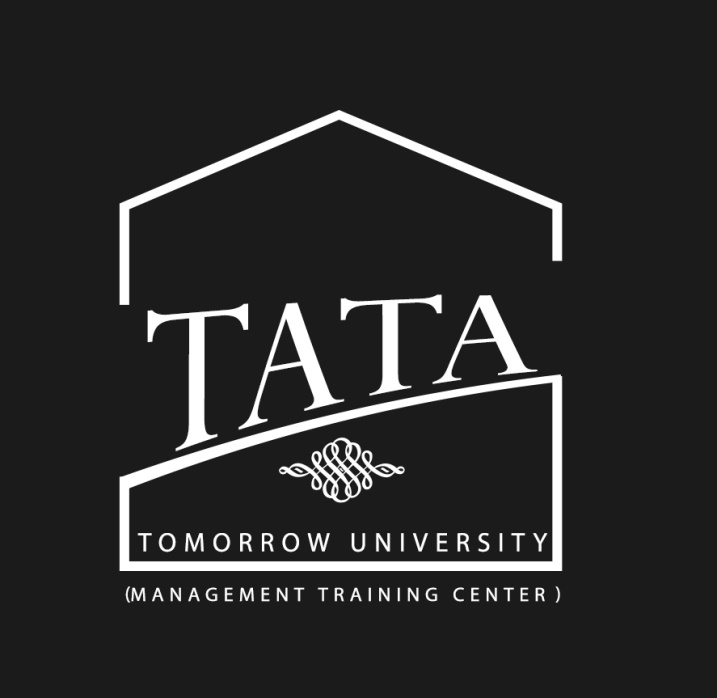 TATA
TOMORROW UNIVERSITY
(MANAGEMENT TRAINING CENTER )